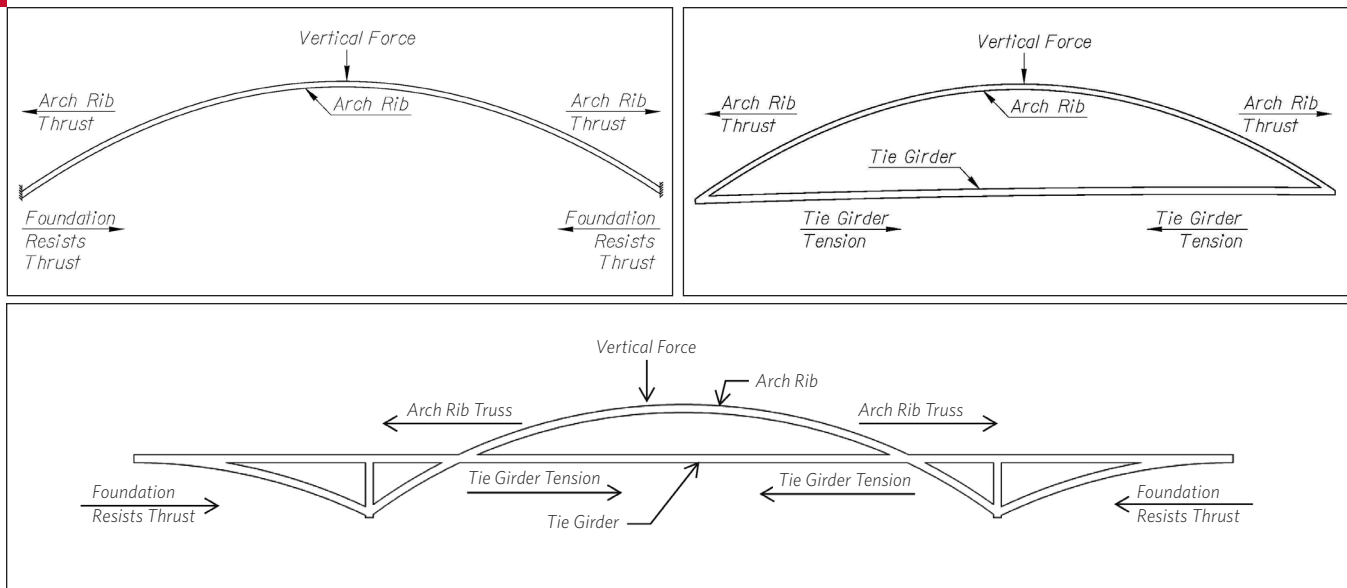 Vertical Force
Arch Rib
Thrust
Arch Rib
Arch Rib
Thrust
Foundation
Resists
Thrust
Foundation
Resists
Thrust
Vertical Force
Arch Rib
Thrust
Arch Rib
Arch Rib
Thrust
Tie Girder
Tie Girder
Tension
Tie Girder
Tension
Vertical Force
Arch Rib
Arch Rib Truss
Arch Rib Truss
Tie Girder Tension
Tie Girder Tension
Foundation
Resists Thrust
Tie Girder
Foundation
Resists Thrust